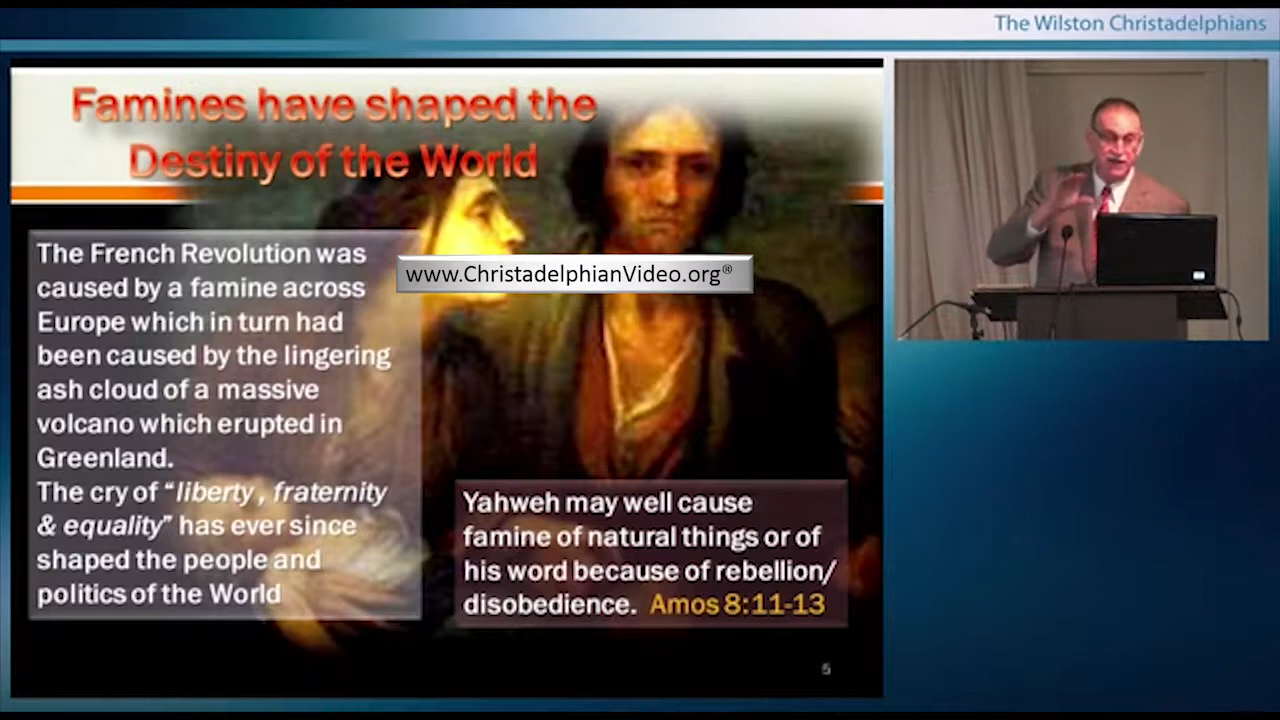 The Wilston Christadelphians
Famines have shaped the
Destiny of the World
The French Revolution was
caused by a famine across
Europe which in turn had
been caused by the lingering
ash cloud of a massive
volcano which erupted in
Greenland.
The cry of “liberty , fraternity
& equality” has ever since
shaped the people and
politics of the World
www.ChristadelphianVideo.org®
Yahweh may well cause
famine of natural things or of
his word because of rebellion/
disobedience. Amos 8:11-13
5